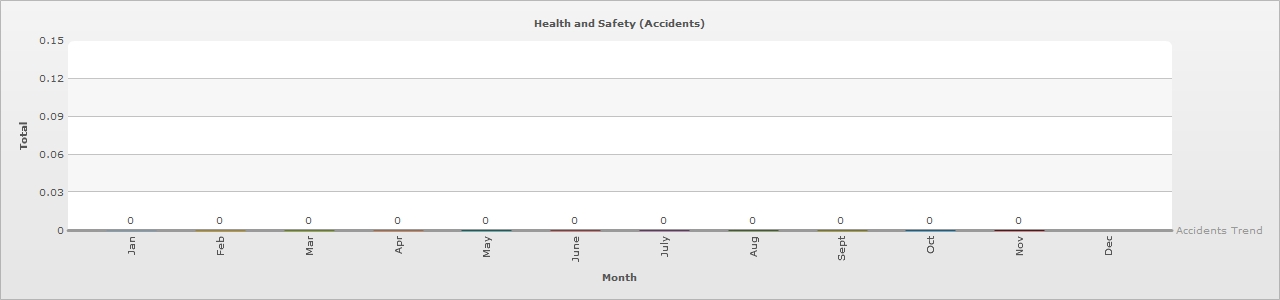 Health and Safety (Accidents)
0.15
0.12
0.09
0.06
0.03
0
Total
0 0 0 0 0 0 0 0 0 0 0
Accidents Trend
Jan Feb Mar Apr May June July Aug Sept Oct Nov Dec
Month